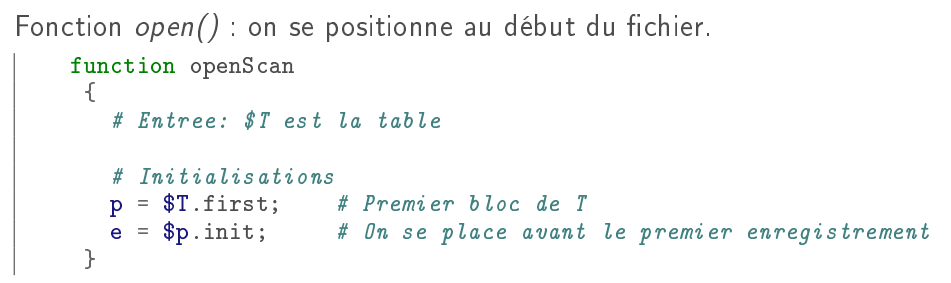 Fonction open() : on se positionne au début du fichier.
function openScan
{
# Entree: $T est la table
# Initialisations
p = $T.first; # Premier bloc de T
e = $p.init; # On se place avant le premier enregistrement
}